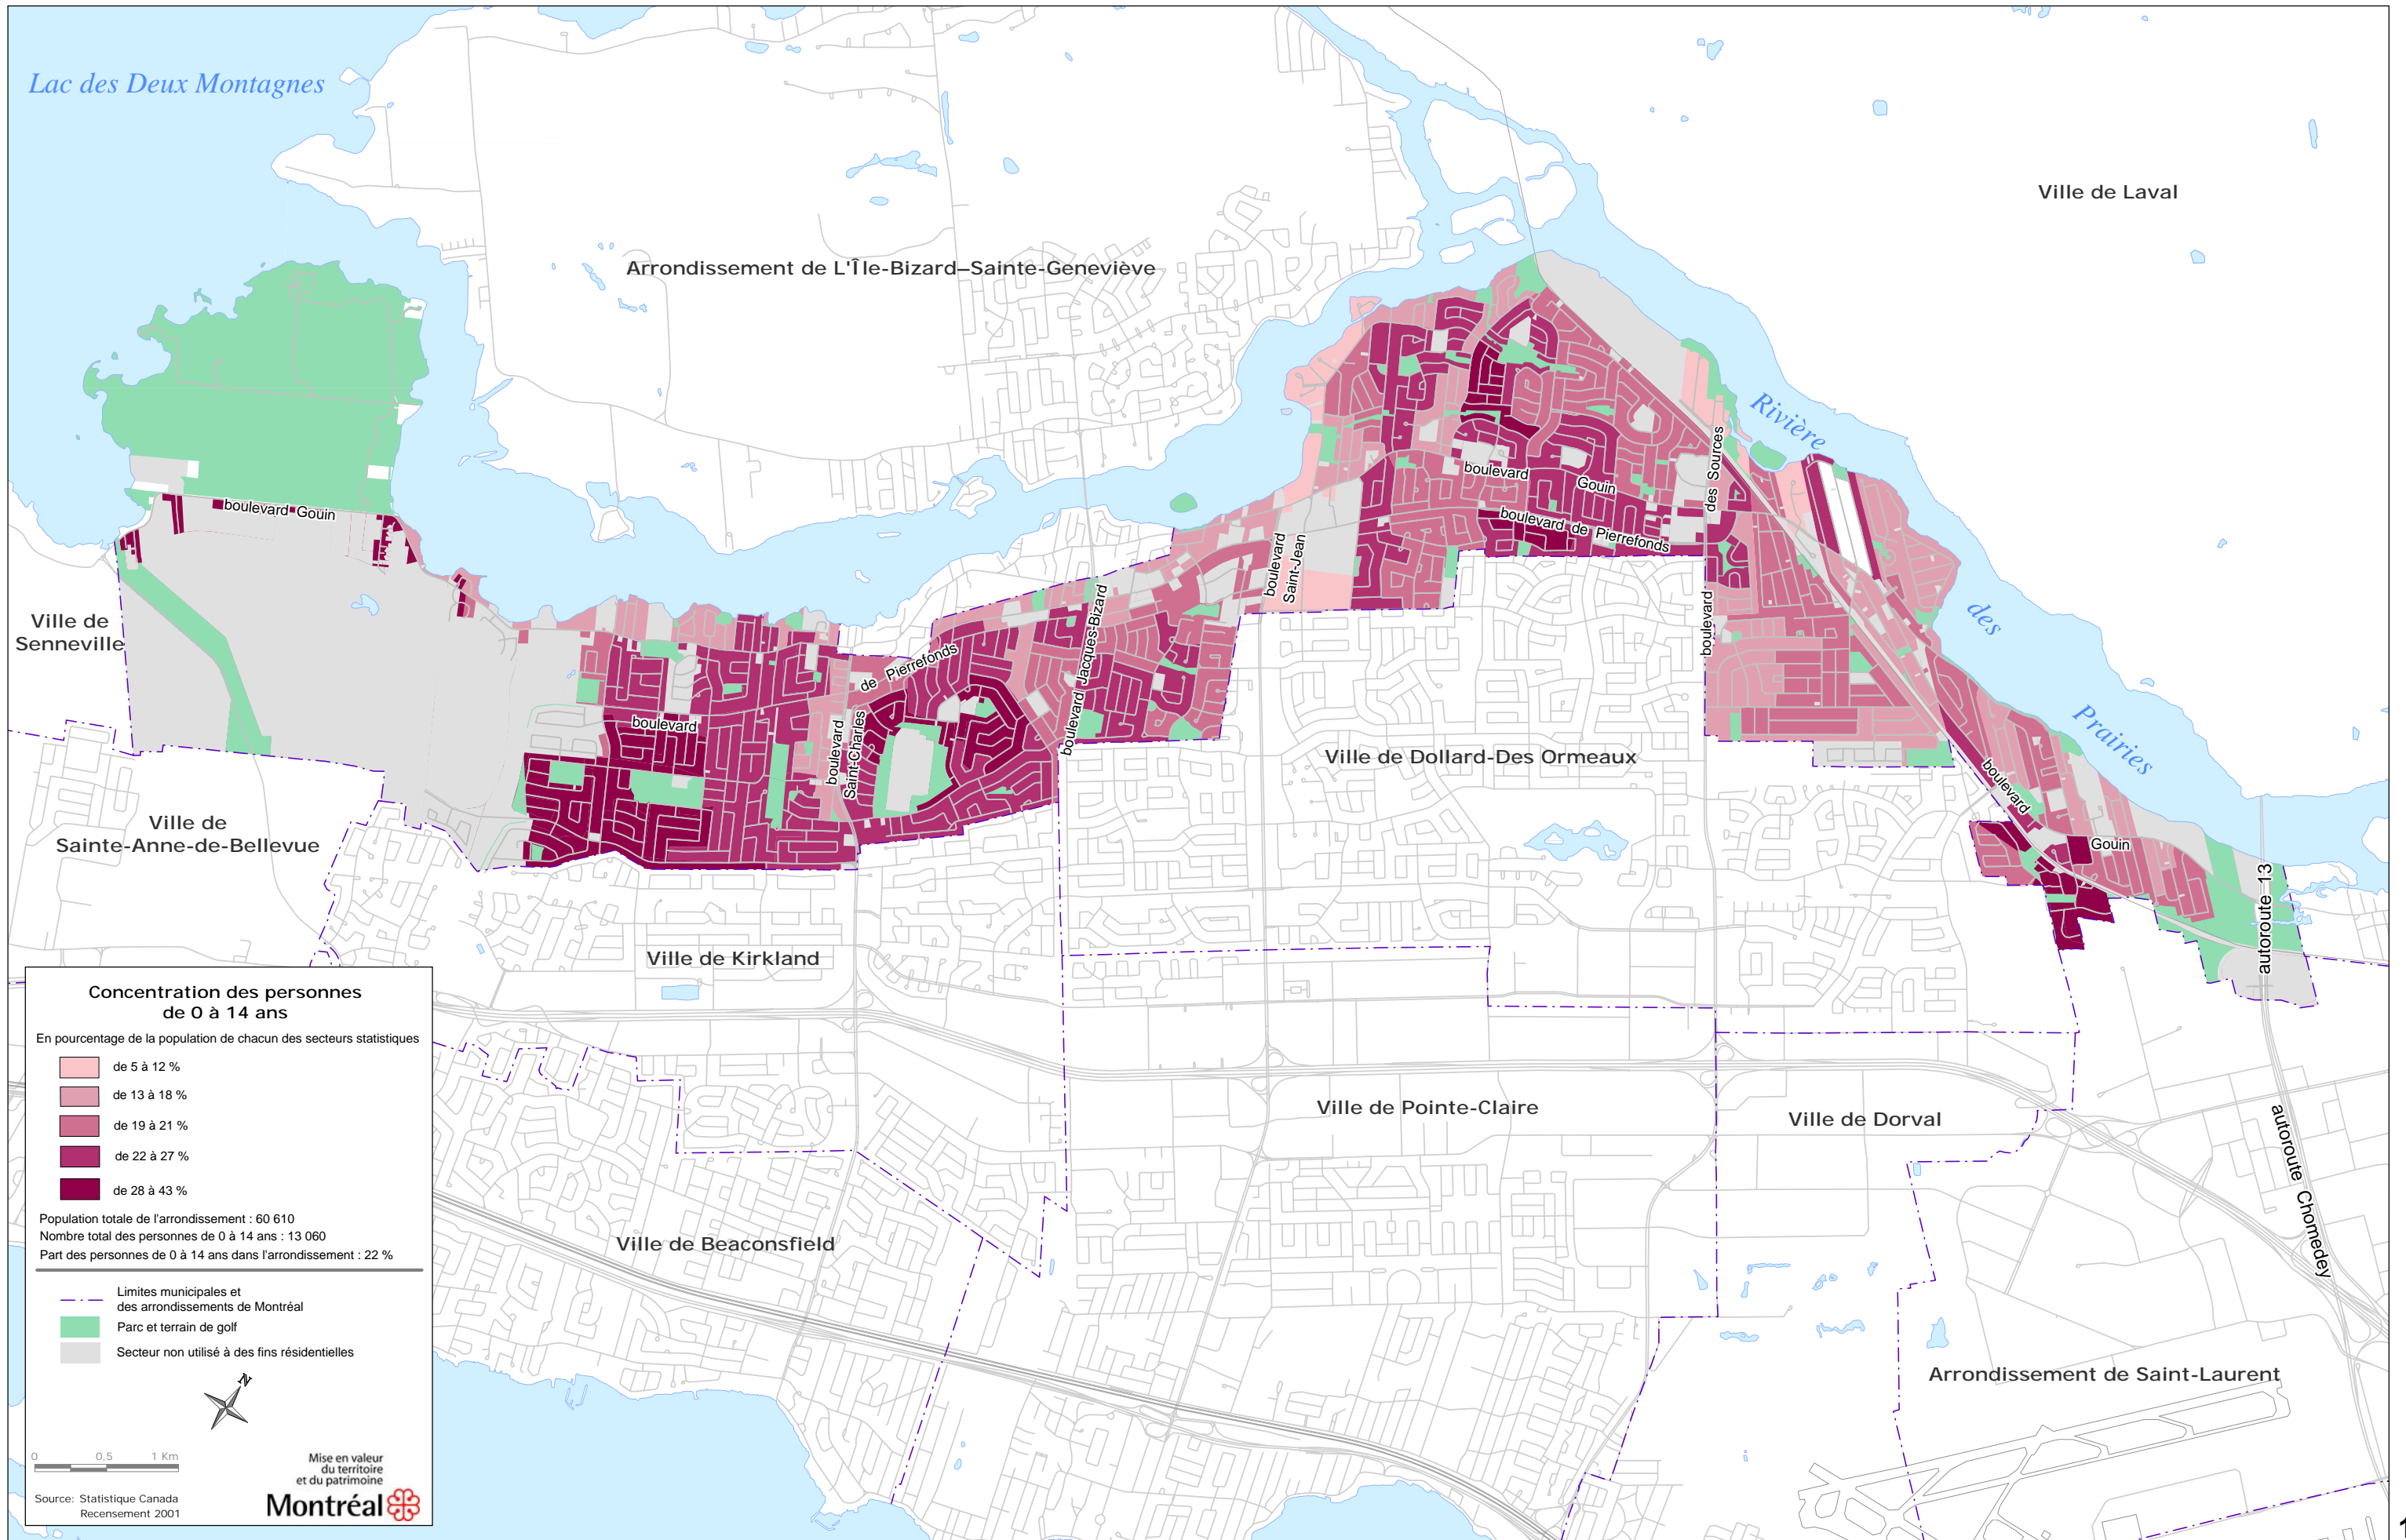 Lac des Deux Montagnes
Ville de Laval
Arrondissement de L'Île-Bizard–Sainte-Geneviève
Rivière
des
Prairies
boulevard Gouin
boulevard
Gouin
boulevard de Pierrefonds
des Sources
boulevard
boulevard
Saint-Jean
boulevard Jacques-Bizard
de Pierrefonds
boulevard
boulevard
Saint-Charles
Ville de
Senneville
Ville de
Sainte-Anne-de-Bellevue
Ville de Dollard-Des Ormeaux
boulevard
Gouin
autoroute 13
Ville de Kirkland
Ville de Pointe-Claire
Ville de Dorval
autoroute Chomedey
Ville de Beaconsfield
Arrondissement de Saint-Laurent
Concentration des personnes
de 0 à 14 ans
En pourcentage de la population de chacun des secteurs statistiques
de 5 à 12 %
de 13 à 18 %
de 19 à 21 %
de 22 à 27 %
de 28 à 43 %
Population totale de l'arrondissement : 60 610
Nombre total des personnes de 0 à 14 ans : 13 060
Part des personnes de 0 à 14 ans dans l'arrondissement : 22 %
Limites municipales et
des arrondissements de Montréal
Parc et terrain de golf
Secteur non utilisé à des fins résidentielles
N
0 0,5 1 Km
Mise en valeur
du territoire
et du patrimoine
Montréal
Source: Statistique Canada
Recensement 2001